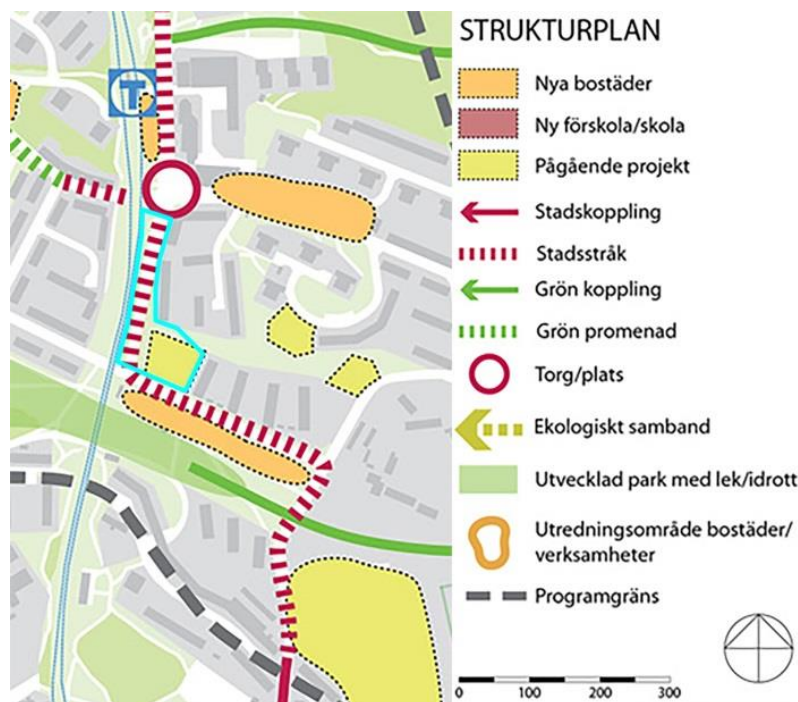 T
STRUKTURPLAN
Nya bostäder
Ny förskola/skola
Pågående projekt
Stadskoppling
Stadsstråk
Grön koppling
Grön promenad
Torg/plats
Ekologiskt samband
Utvecklad park med lek/idrott
Utredningsområde bostäder/
verksamheter
Programgräns
0 100 200 300